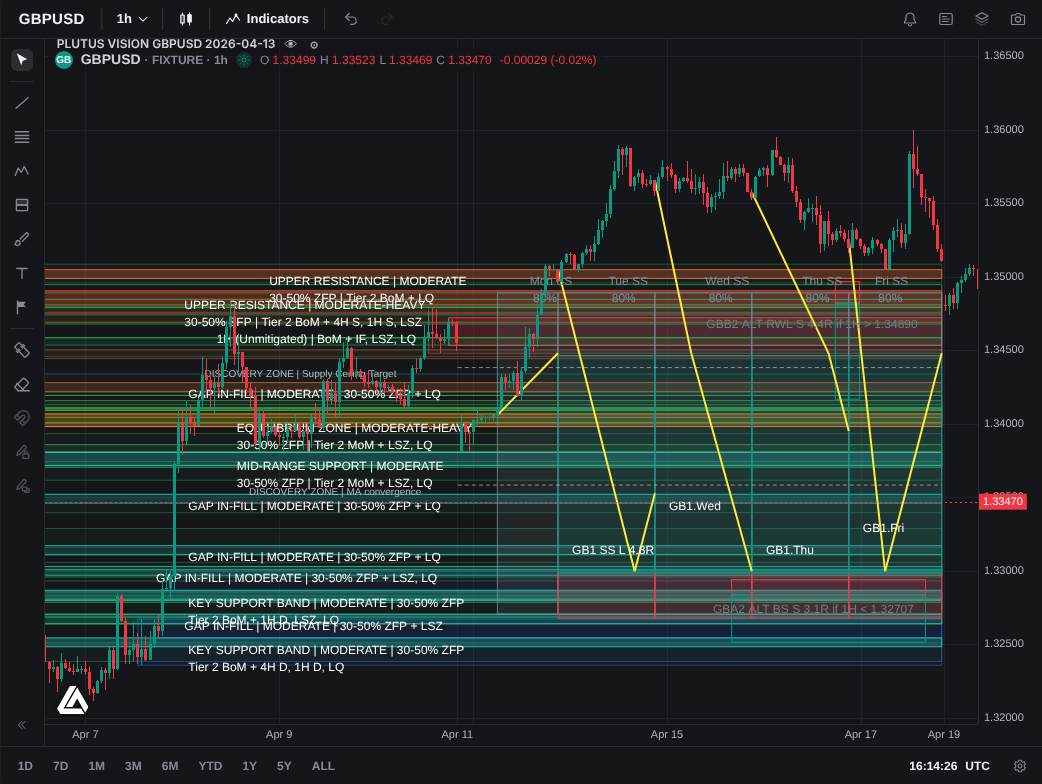 GBPUSD 1h Indicators
PLUTUS VISION GBPUSD 2026-04-13
GB GBPUSD · FIXTURE · 1h O 1.33499 H 1.33523 L 1.33469 C 1.33470 -0.00029 (-0.02%)
1.36500
1.36000
1.35500
1.35000
UPPER RESISTANCE | MODERATE
Mon SS Tue SS Wed SS Thu SS Fri SS
30-50% ZFP | Tier 2 BoM + LQ
80% 80% 80% 80% 80%
UPPER RESISTANCE | MODERATE-HEAVY
30-50% ZFP | Tier 2 BoM + 4H S, 1H S, LSZ
GBB2 ALT RWL S 4.4R if 1H > 1.34890
1H (Unmitigated) | BoM + IF, LSZ, LQ
1.34500
DISCOVERY ZONE | Supply Ceiling Target
GAP IN-FILL | MODERATE | 30-50% ZFP + LQ
1.34000
EQUILIBRIUM ZONE | MODERATE-HEAVY
30-50% ZFP | Tier 2 MoM + LSZ, LQ
MID-RANGE SUPPORT | MODERATE
30-50% ZFP | Tier 2 MoM + LSZ, LQ
DISCOVERY ZONE | MA convergence
1.33470
GAP IN-FILL | MODERATE | 30-50% ZFP + LQ
GB1.Wed
GB1.Fri
GB1 SS L 4.8R
GB1.Thu
GAP IN-FILL | MODERATE | 30-50% ZFP + LQ
1.33000
GAP IN-FILL | MODERATE | 30-50% ZFP + LSZ, LQ
KEY SUPPORT BAND | MODERATE | 30-50% ZFP
GBA2 ALT BS S 3.1R if 1H < 1.32707
Tier 2 BoM + 1H D, LSZ, LQ
GAP IN-FILL | MODERATE | 30-50% ZFP + LSZ
1.32500
KEY SUPPORT BAND | MODERATE | 30-50% ZFP
Tier 2 BoM + 4H D, 1H D, LQ
1.32000
Apr 7 Apr 9 Apr 11 Apr 15 Apr 17 Apr 19
1D 7D 1M 3M 6M YTD 1Y 5Y ALL 16:14:26 UTC